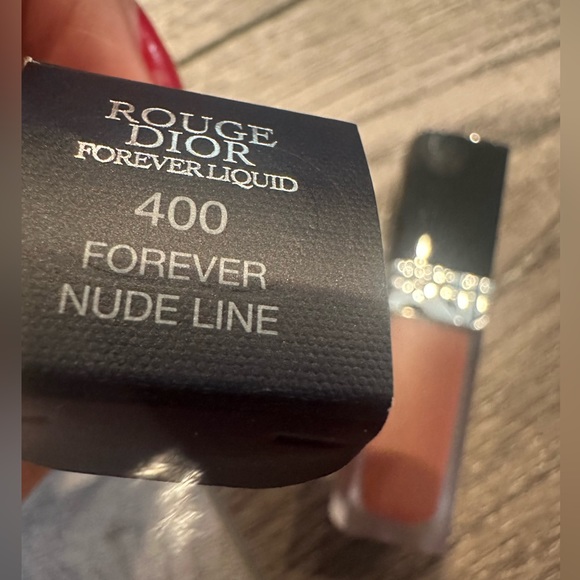 ROUGE
DIOR
FOREVER LIQUID
400
FOREVER
NUDE LINE